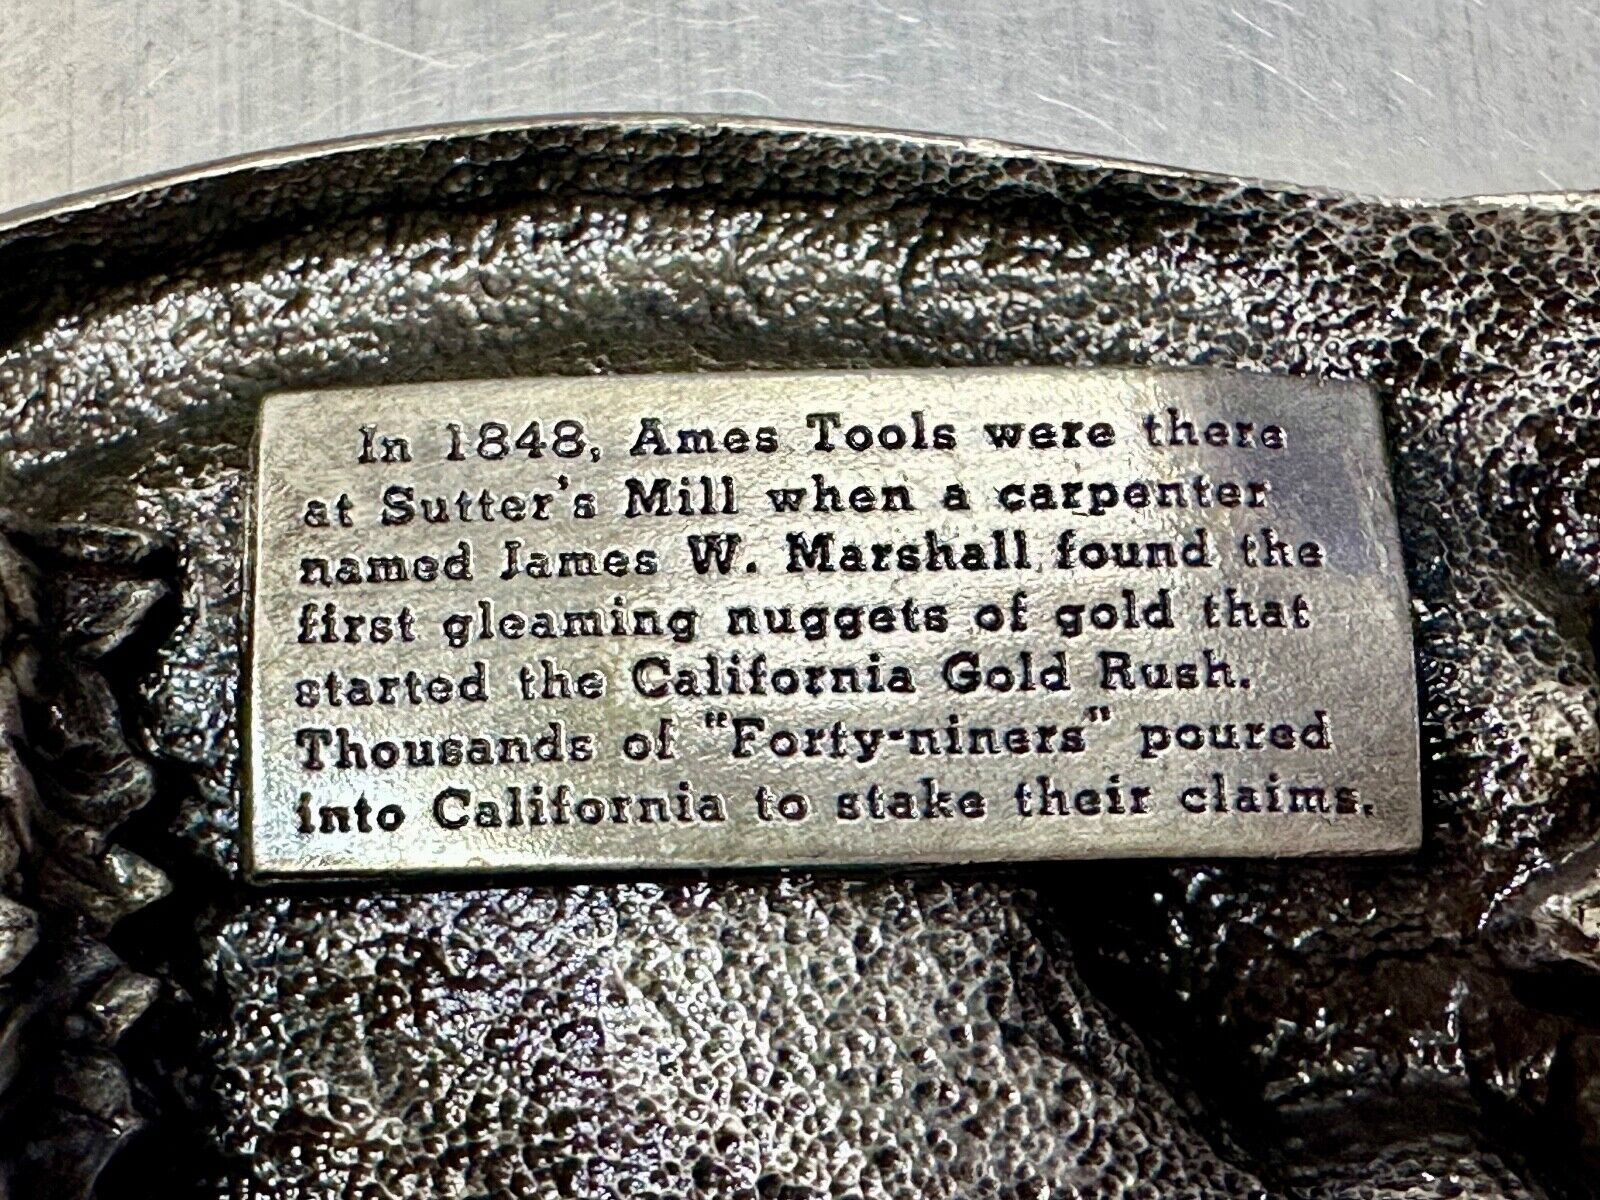 In 1848, Ames Tools were there
at Sutter's Mill when a carpenter
named James W. Marshall found the
first gleaming nuggets of gold that
started the California Gold Rush.
Thousands of "Forty-niners" poured
into California to stake their claims.